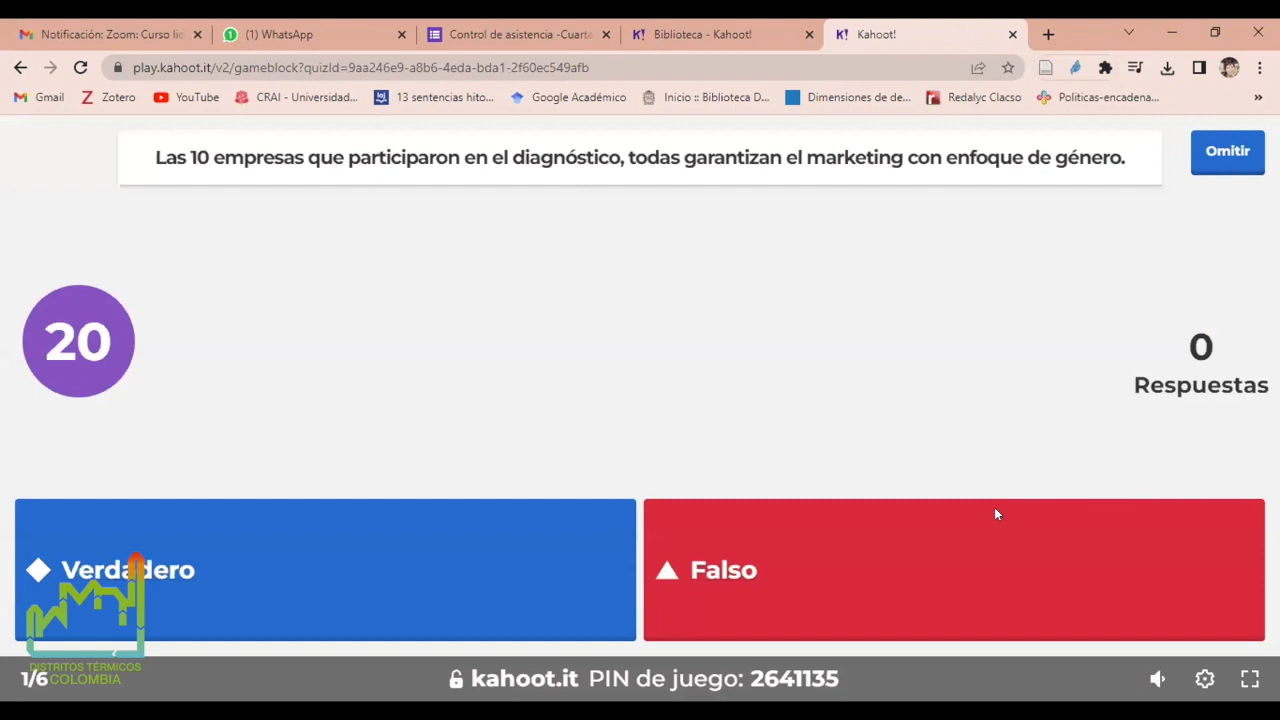 Notificación: Zoom: Curso lic
(1) WhatsApp
Control de asistencia -Cuarta
K! Biblioteca - Kahoot!
K! Kahoot!
play.kahoot.it/v2/gameblock?quizId=9aa246e9-a8b6-4eda-bda1-2f60ec549afb
Gmail
Zotero
YouTube
CRAI - Universidad...
13 sentencias hito...
Google Académico
Inicio :: Biblioteca D...
Dimensiones de de...
Redalyc Clacso
Politicas-encadena...
»
Las 10 empresas que participaron en el diagnóstico, todas garantizan el marketing con enfoque de género.
Omitir
20
0
Respuestas
Verdadero
Falso
DISTRITOS TÉRMICOS
COLOMBIA
1/6
kahoot.it PIN de juego: 2641135